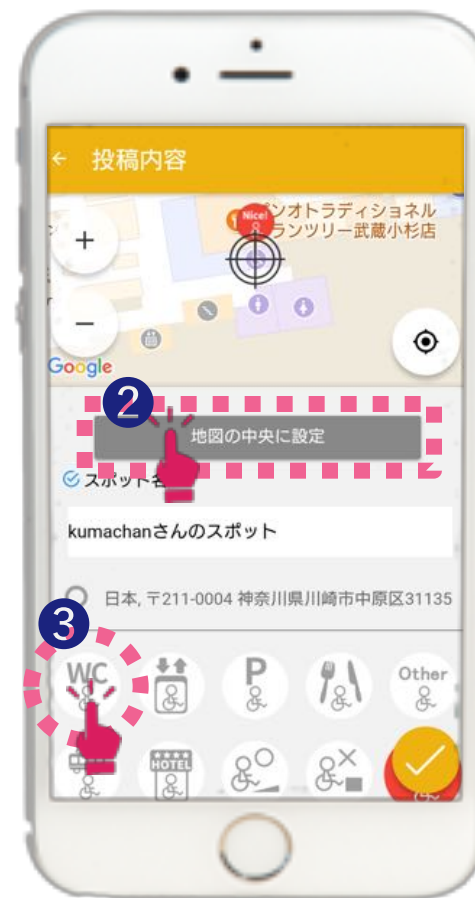 投稿内容
Nice!
ンオトラディショネル
ランツリー武蔵小杉店
+
−
Google
2
地図の中央に設定
スポット名
kumachanさんのスポット
日本, 〒211-0004 神奈川県川崎市中原区31135
3
WC
P
Other
HOTEL